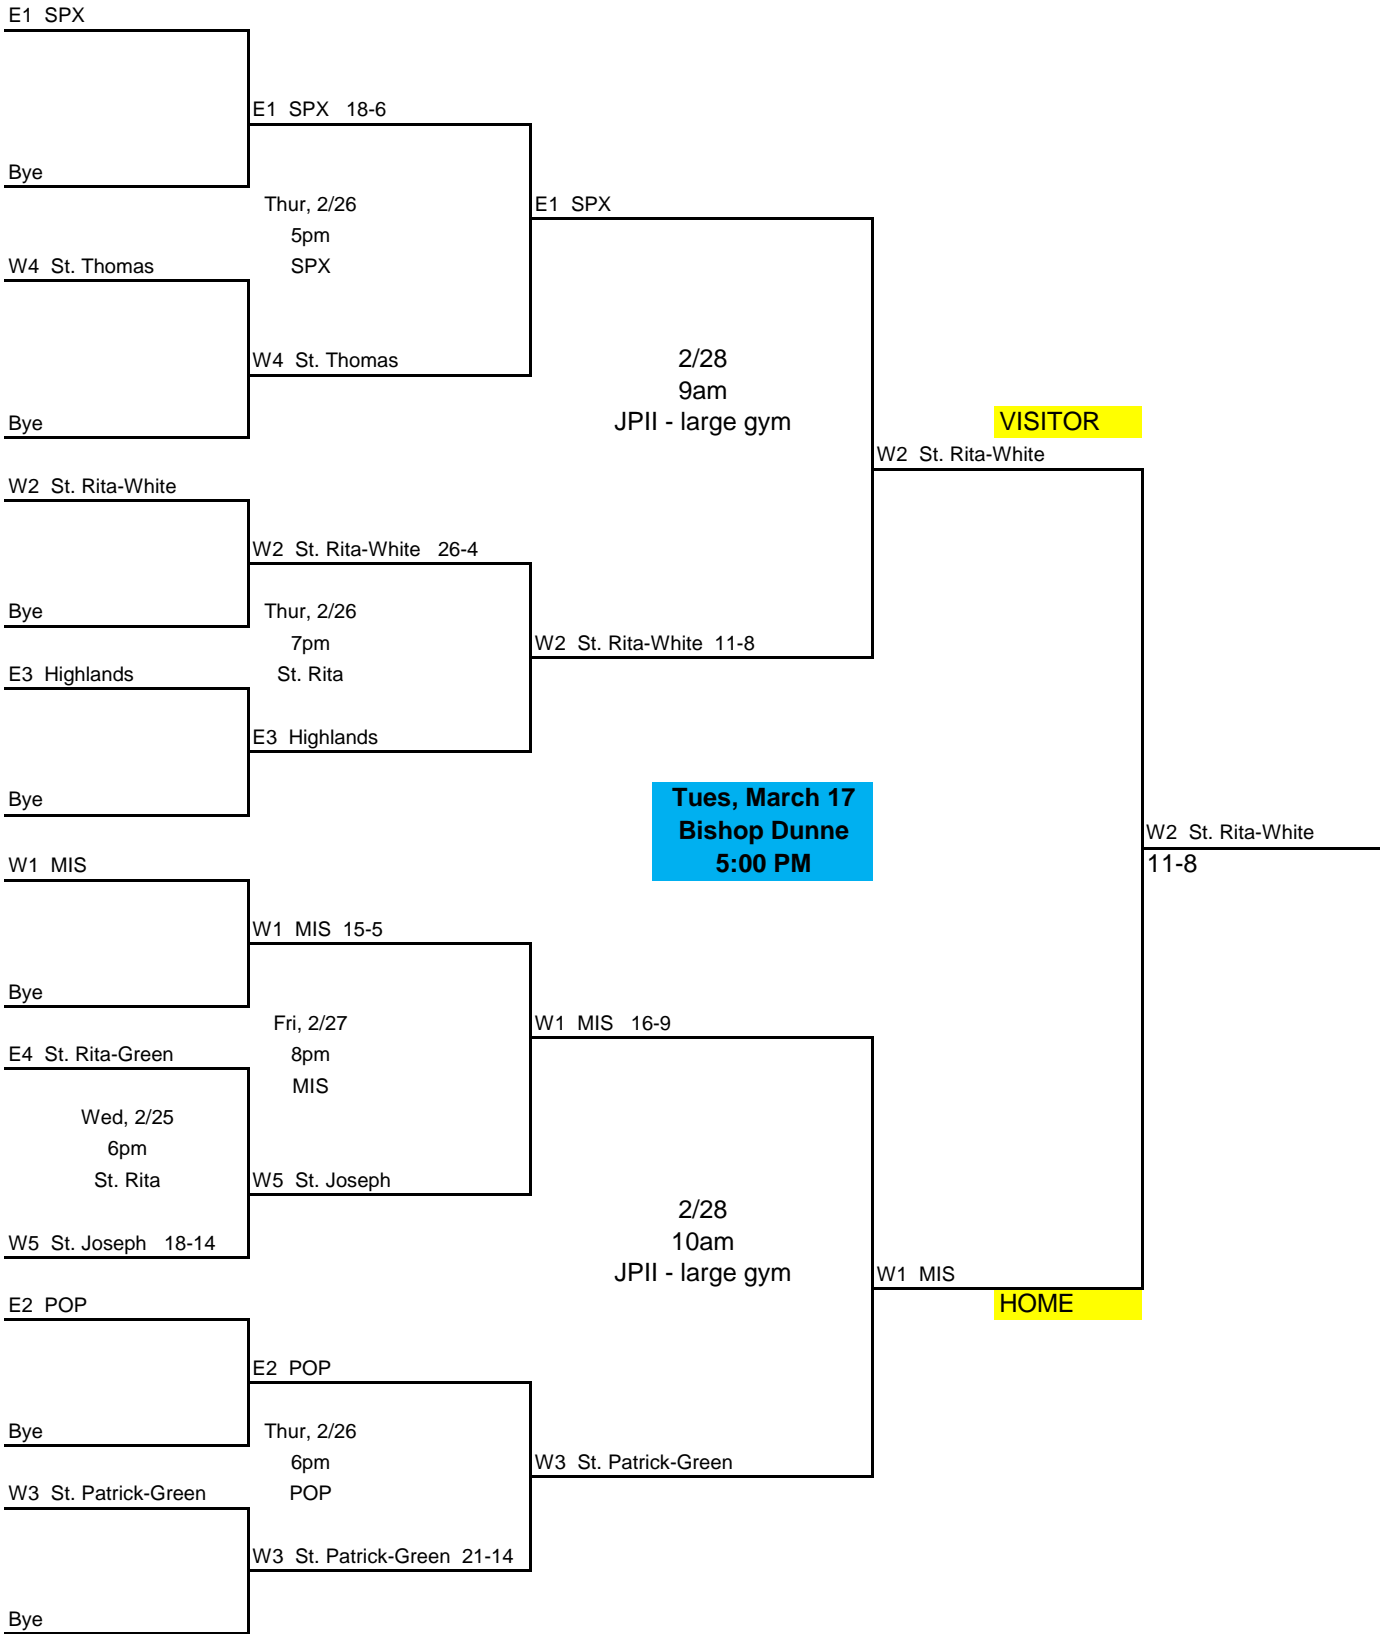 E1 SPX
E1 SPX 18-6
Bye
Thur, 2/26
5pm
SPX
E1 SPX
W4 St. Thomas
W4 St. Thomas
2/28
9am
JPII - large gym
Bye
VISITOR
W2 St. Rita-White
W2 St. Rita-White
W2 St. Rita-White 26-4
Bye
Thur, 2/26
7pm
St. Rita
W2 St. Rita-White 11-8
E3 Highlands
E3 Highlands
Bye
Tues, March 17
Bishop Dunne
5:00 PM
W2 St. Rita-White
11-8
W1 MIS
W1 MIS 15-5
Bye
Fri, 2/27
8pm
MIS
W1 MIS 16-9
E4 St. Rita-Green
Wed, 2/25
6pm
St. Rita
W5 St. Joseph
W5 St. Joseph 18-14
2/28
10am
JPII - large gym
W1 MIS
HOME
E2 POP
E2 POP
Bye
Thur, 2/26
6pm
POP
W3 St. Patrick-Green
W3 St. Patrick-Green
W3 St. Patrick-Green 21-14
Bye